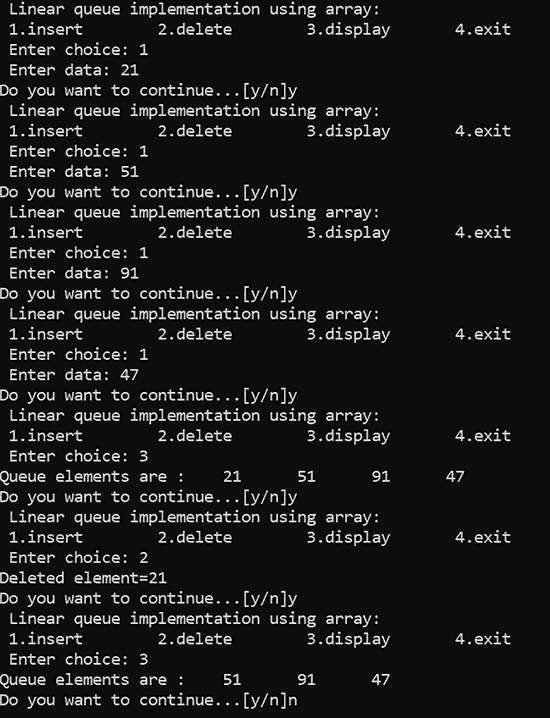 Linear queue implementation using array:
1.insert 2.delete 3.display 4.exit
Enter choice: 1
Enter data: 21
Do you want to continue...[y/n]y
Linear queue implementation using array:
1.insert 2.delete 3.display 4.exit
Enter choice: 1
Enter data: 51
Do you want to continue...[y/n]y
Linear queue implementation using array:
1.insert 2.delete 3.display 4.exit
Enter choice: 1
Enter data: 91
Do you want to continue...[y/n]y
Linear queue implementation using array:
1.insert 2.delete 3.display 4.exit
Enter choice: 1
Enter data: 47
Do you want to continue...[y/n]y
Linear queue implementation using array:
1.insert 2.delete 3.display 4.exit
Enter choice: 3
Queue elements are : 21 51 91 47
Do you want to continue...[y/n]y
Linear queue implementation using array:
1.insert 2.delete 3.display 4.exit
Enter choice: 2
Deleted element=21
Do you want to continue...[y/n]y
Linear queue implementation using array:
1.insert 2.delete 3.display 4.exit
Enter choice: 3
Queue elements are : 51 91 47
Do you want to continue...[y/n]n